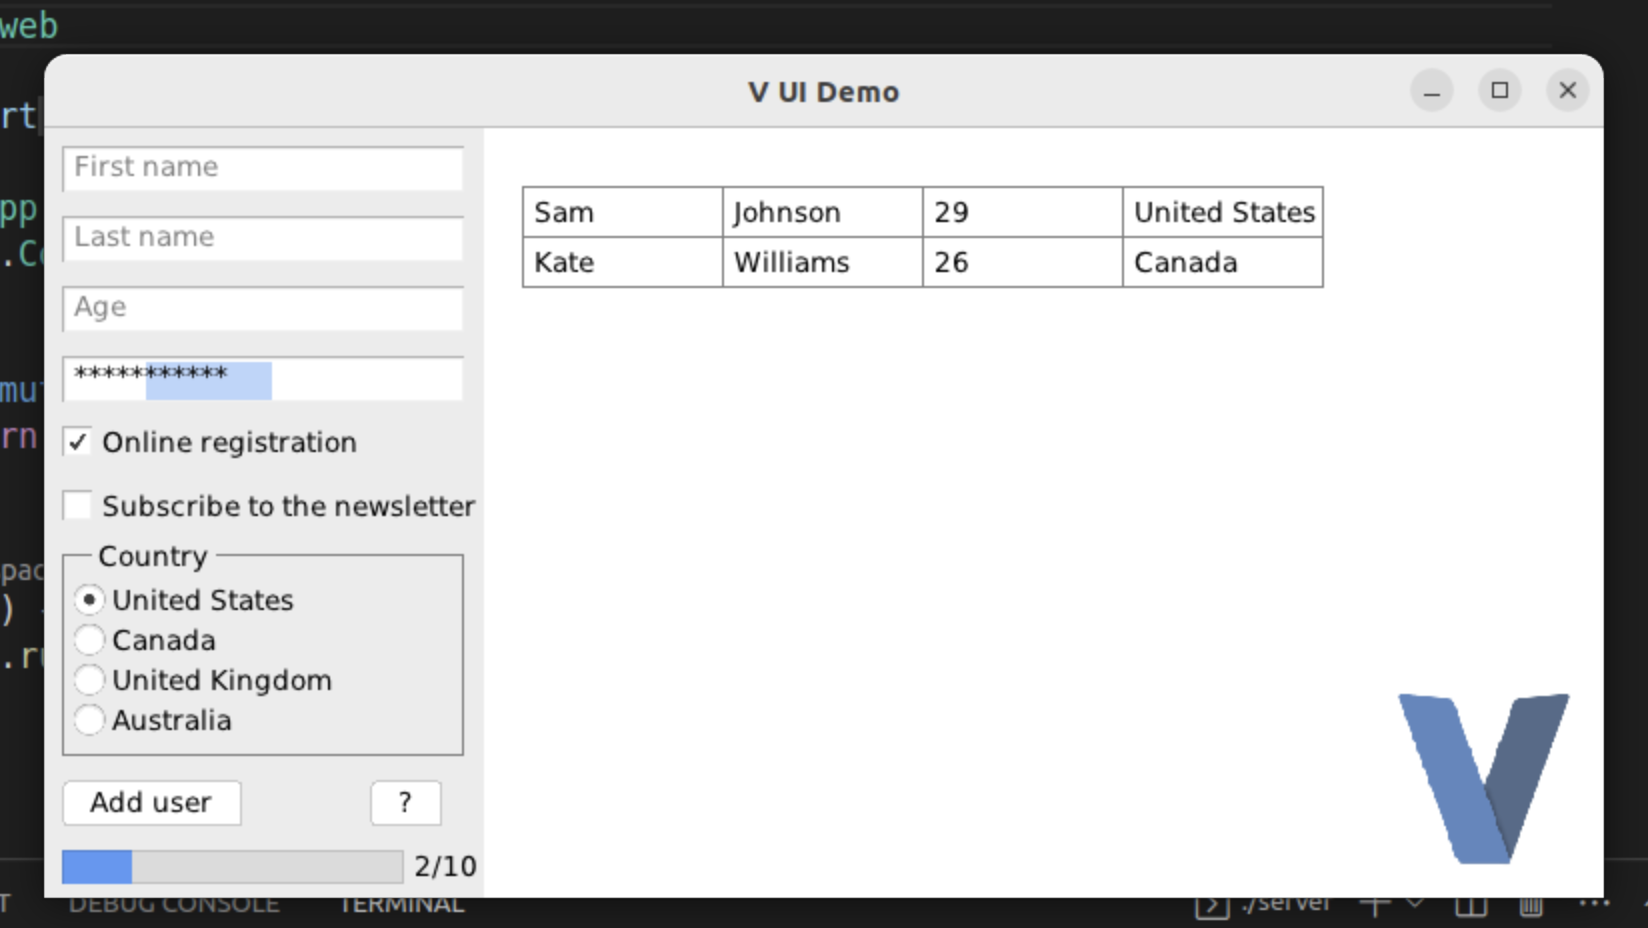 web
V UI Demo
rt
pp
.C
mu
rn
pac
)
.r
First name
Last name
Age
***********
Online registration
Subscribe to the newsletter
Country
United States
Canada
United Kingdom
Australia
Add user
?
2/10
Sam Johnson 29 United States
Kate Williams 26 Canada
V
T DEBUG CONSOLE TERMINAL ./server